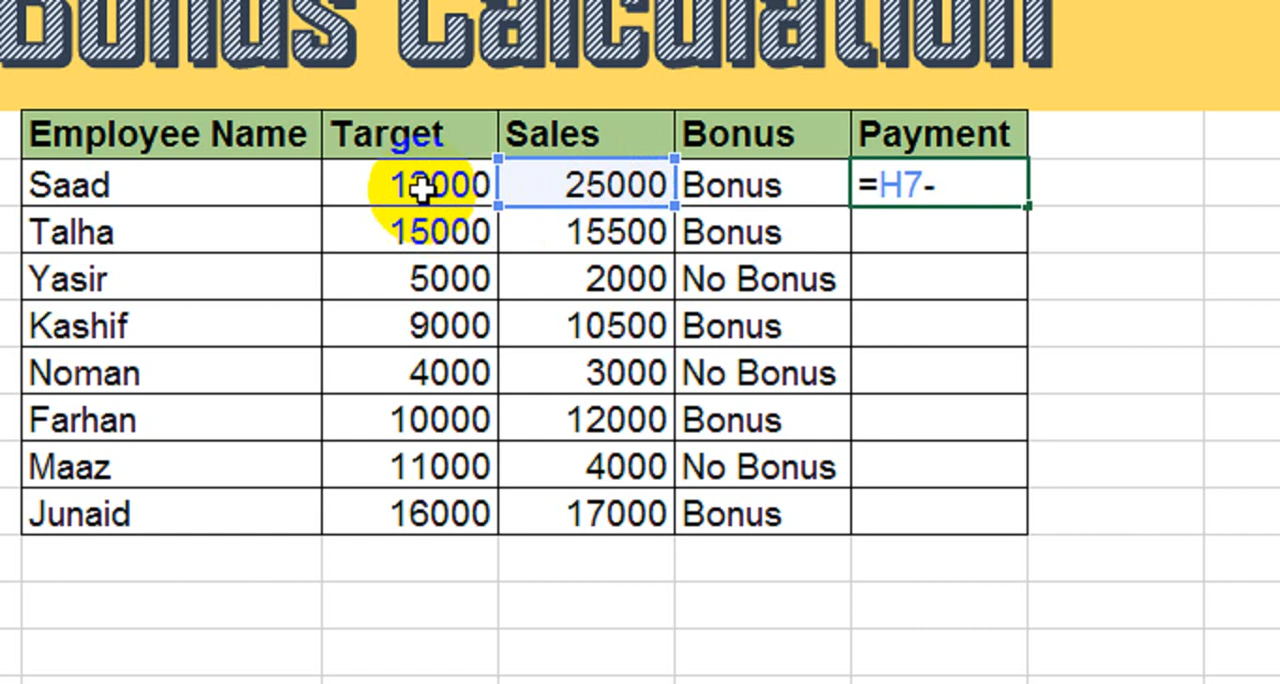 Bonus Calculation
Employee Name Target Sales Bonus Payment
Saad 25000 Bonus =H7-
Talha 15000 15500 Bonus
Yasir 5000 2000 No Bonus
Kashif 9000 10500 Bonus
Noman 4000 3000 No Bonus
Farhan 10000 12000 Bonus
Maaz 11000 4000 No Bonus
Junaid 16000 17000 Bonus